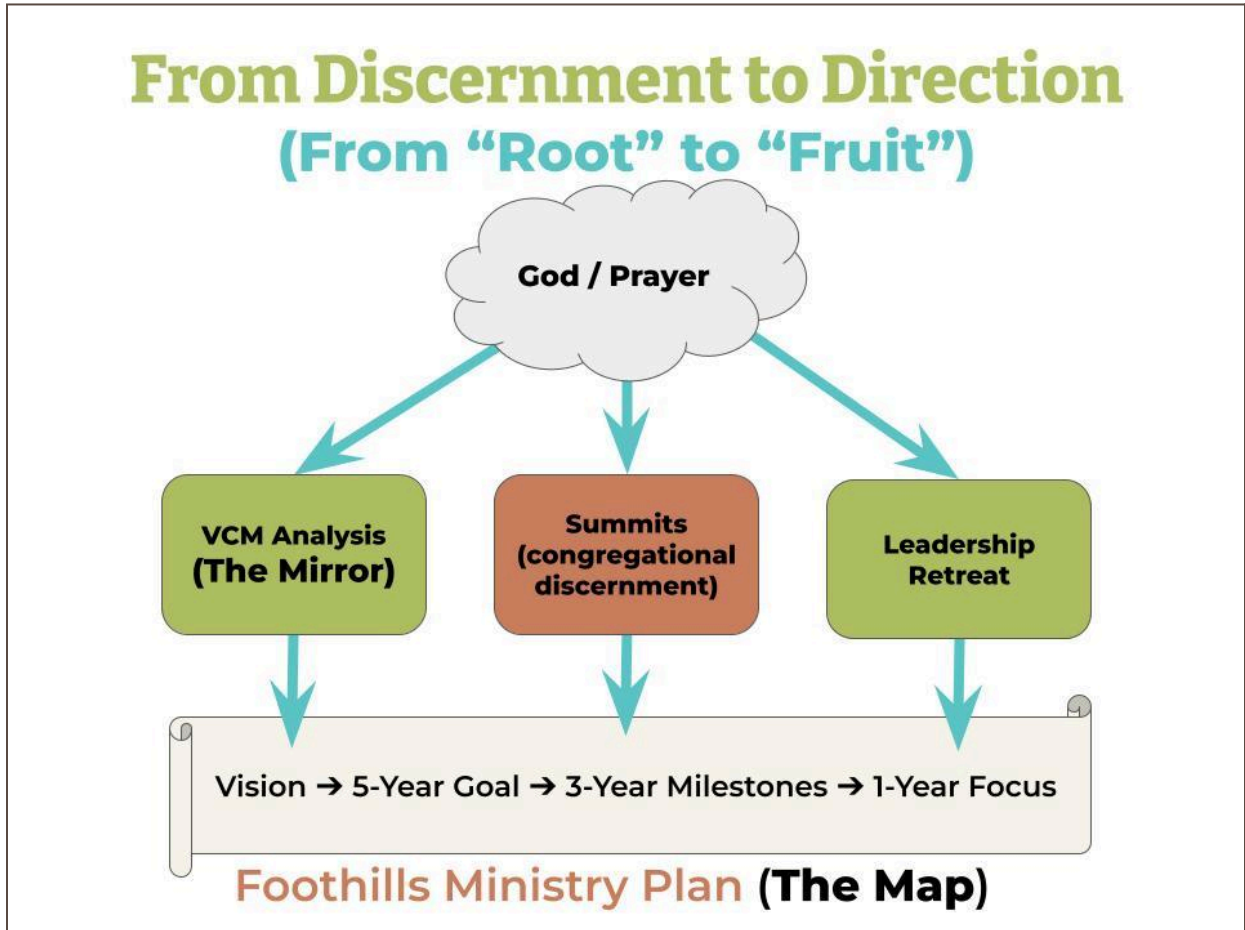 From Discernment to Direction
(From “Root” to “Fruit”)
God / Prayer
VCM Analysis
(The Mirror)
Summits
(congregational
discernment)
Leadership
Retreat
Vision → 5-Year Goal → 3-Year Milestones → 1-Year Focus
Foothills Ministry Plan (The Map)